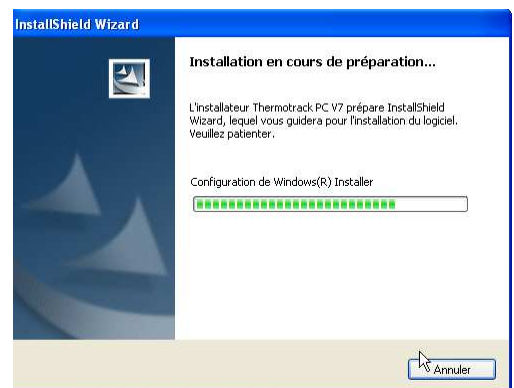 InstallShield Wizard
Installation en cours de préparation...
L'installateur Thermotrack PC V7 prépare InstallShield
Wizard, lequel vous guidera pour l'installation du logiciel.
Veuillez patienter.
Configuration de Windows(R) Installer
Annuler